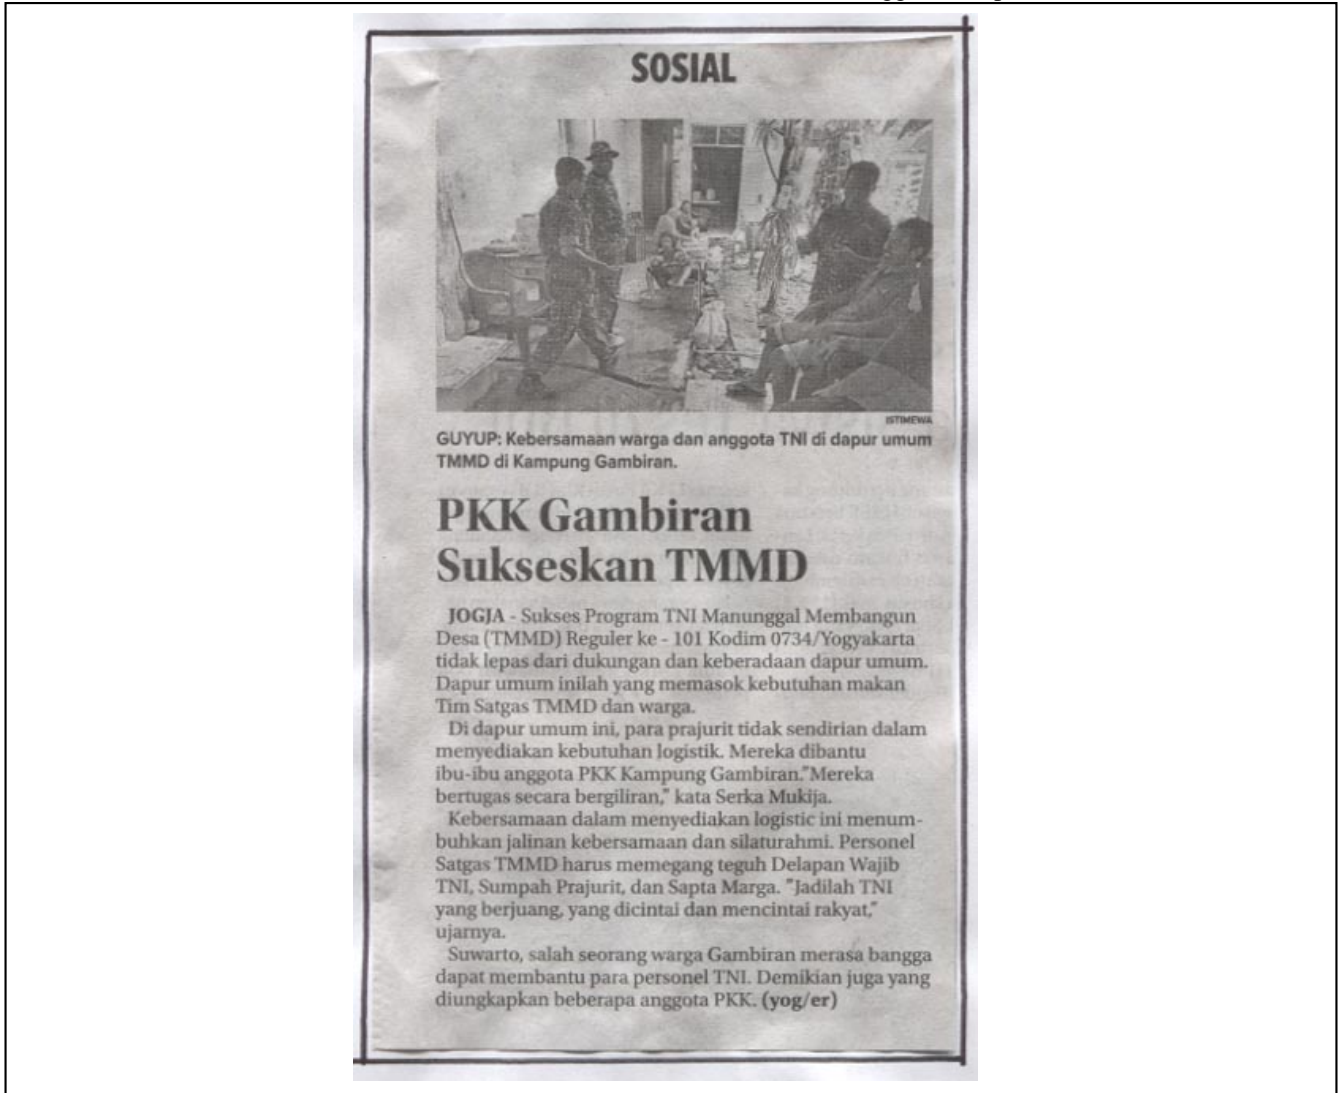 SOSIAL
ISTIMEWA
GUYUP: Kebersamaan warga dan anggota TNI di dapur umum
TMMD di Kampung Gambiran.
PKK Gambiran
Sukseskan TMMD
JOGJA - Sukses Program TNI Manunggal Membangun
Desa (TMMD) Reguler ke - 101 Kodim 0734/Yogyakarta
tidak lepas dari dukungan dan keberadaan dapur umum.
Dapur umum inilah yang memasok kebutuhan makan
Tim Satgas TMMD dan warga.
Di dapur umum ini, para prajurit tidak sendirian dalam
menyediakan kebutuhan logistik. Mereka dibantu
ibu-ibu anggota PKK Kampung Gambiran."Mereka
bertugas secara bergiliran," kata Serka Mukija.
Kebersamaan dalam menyediakan logistic ini menum-
buhkan jalinan kebersamaan dan silaturahmi. Personel
Satgas TMMD harus memegang teguh Delapan Wajib
TNI, Sumpah Prajurit, dan Sapta Marga. "Jadilah TNI
yang berjuang, yang dicintai dan mencintai rakyat,"
ujarnya.
Suwarto, salah seorang warga Gambiran merasa bangga
dapat membantu para personel TNI. Demikian juga yang
diungkapkan beberapa anggota PKK. (yog/er)